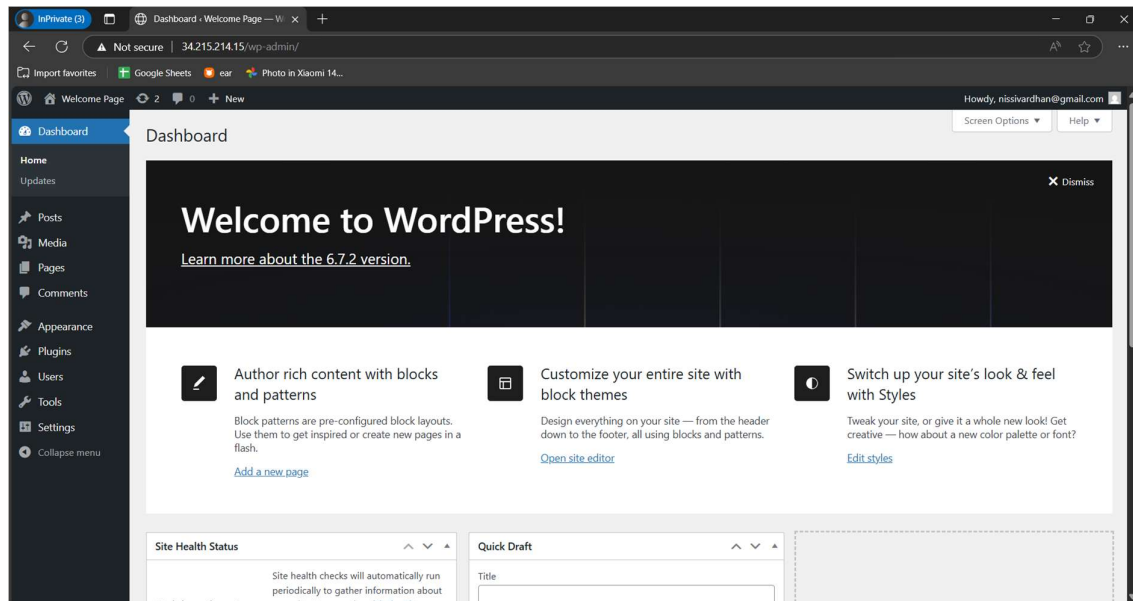 InPrivate (3)
Dashboard ‹ Welcome Page — W
Not secure | 34.215.214.15/wp-admin/
Import favorites
Google Sheets
ear
Photo in Xiaomi 14...
Welcome Page
2
0
New
Howdy, nissivardhan@gmail.com
Dashboard
Home
Updates
Posts
Media
Pages
Comments
Appearance
Plugins
Users
Tools
Settings
Collapse menu
Dashboard
Screen Options
Help
Dismiss
Welcome to WordPress!
Learn more about the 6.7.2 version.
Author rich content with blocks
and patterns
Block patterns are pre-configured block layouts.
Use them to get inspired or create new pages in a
flash.
Add a new page
Customize your entire site with
block themes
Design everything on your site — from the header
down to the footer, all using blocks and patterns.
Open site editor
Switch up your site’s look & feel
with Styles
Tweak your site, or give it a whole new look! Get
creative — how about a new color palette or font?
Edit styles
Site Health Status
Site health checks will automatically run
periodically to gather information about
Quick Draft
Title